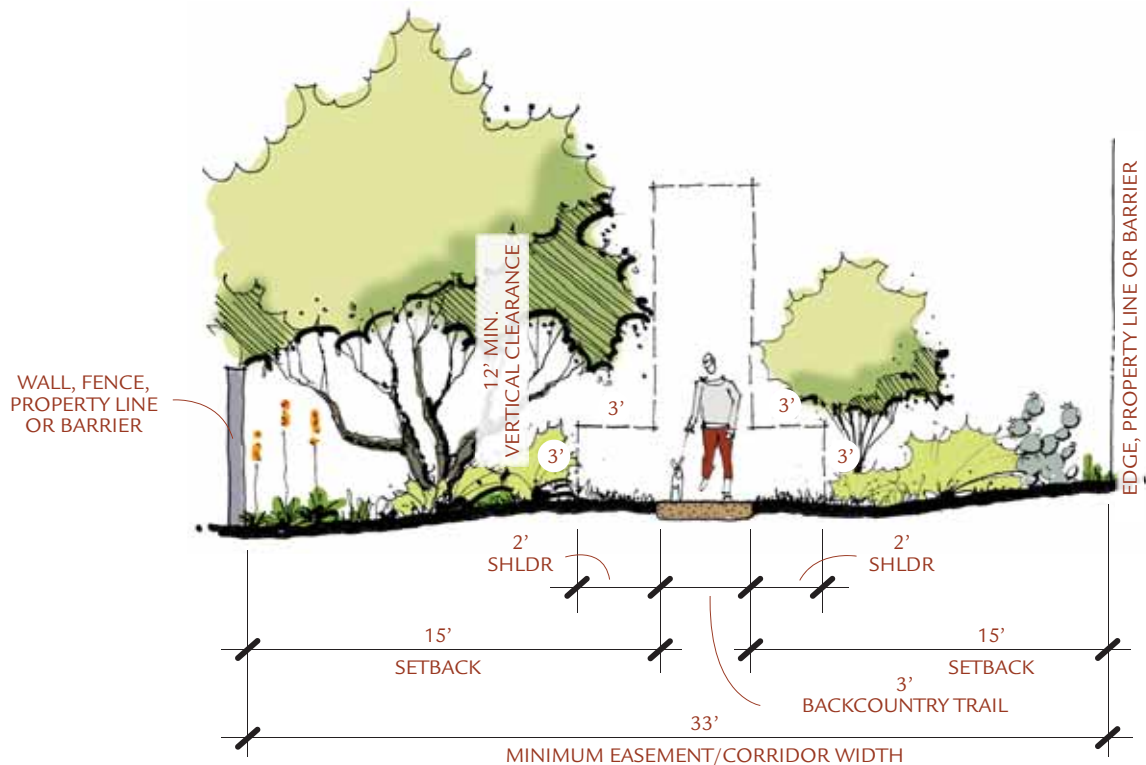 12’ MIN.
VERTICAL CLEARANCE
EDGE, PROPERTY LINE OR BARRIER
WALL, FENCE,
PROPERTY LINE
OR BARRIER
3’
3’
3’
3’
2’
SHLDR
2’
SHLDR
15’
SETBACK
15’
SETBACK
3’
BACKCOUNTRY TRAIL
33’
MINIMUM EASEMENT/CORRIDOR WIDTH